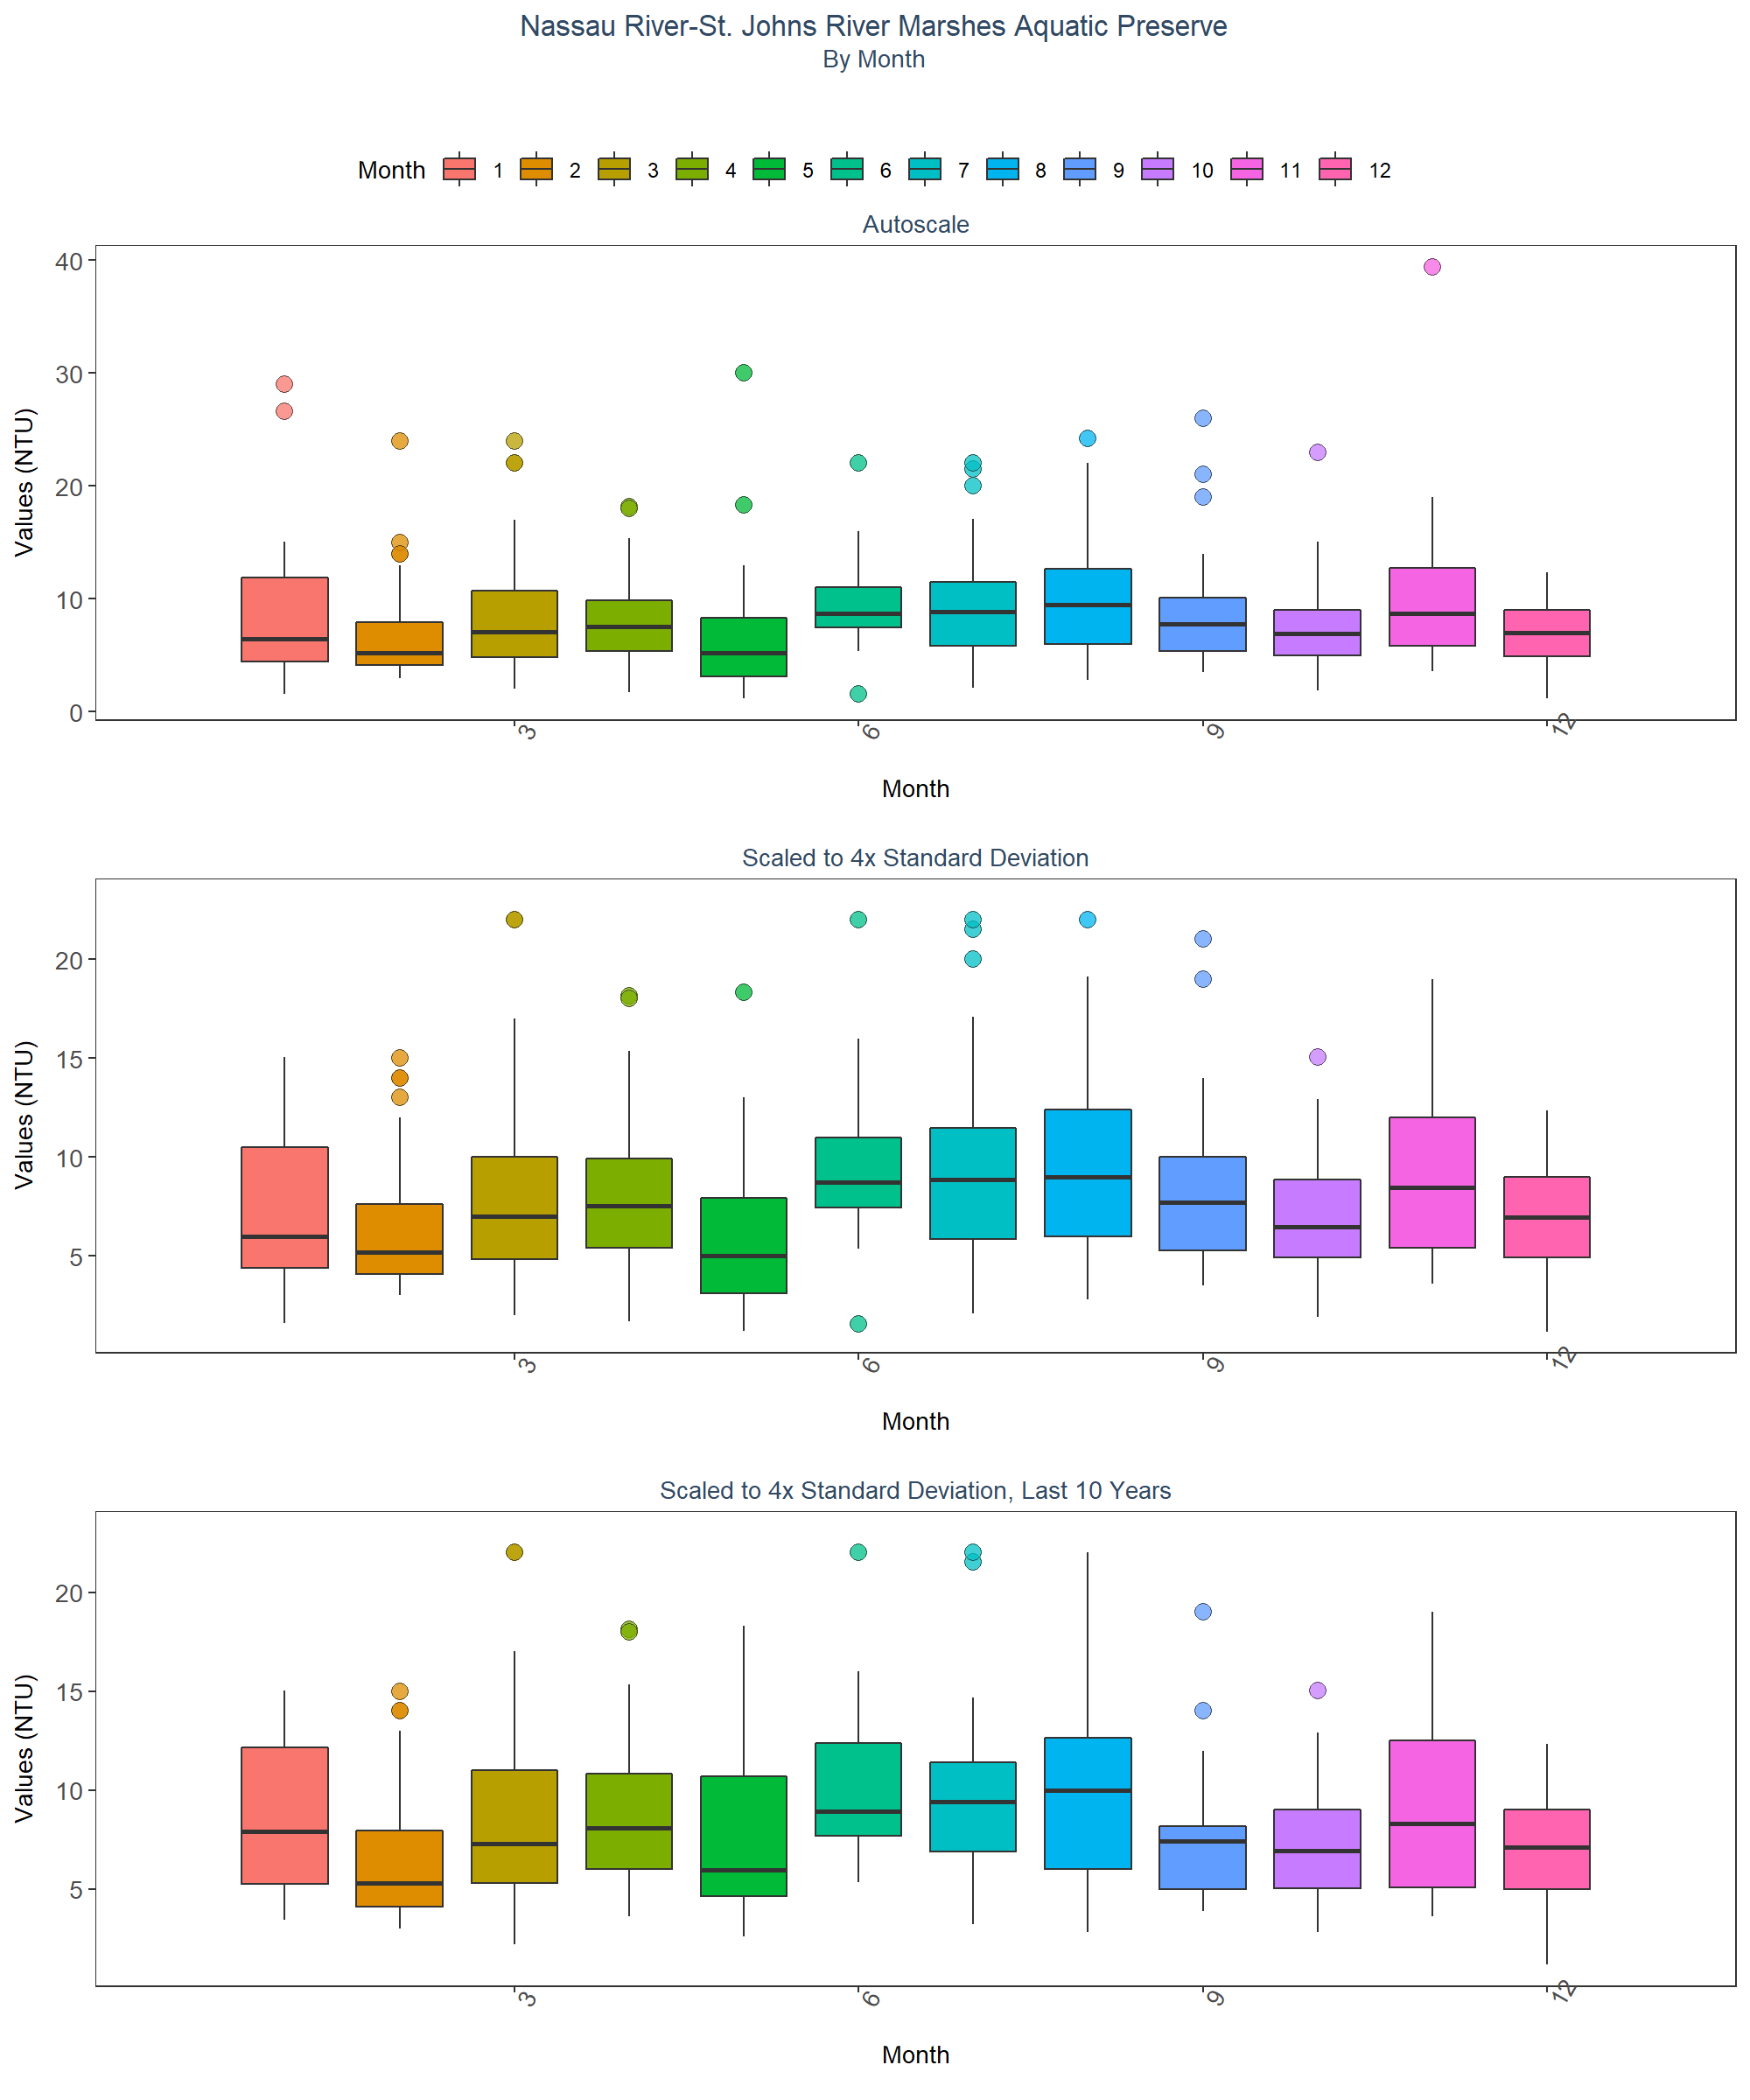 Nassau River-St. Johns River Marshes Aquatic Preserve
By Month
Month 1 2 3 4 5 6 7 8 9 10 11 12
Autoscale
Values (NTU)
40
30
20
10
0
3 6 9 12
Month
Scaled to 4x Standard Deviation
Values (NTU)
20
15
10
5
3 6 9 12
Month
Scaled to 4x Standard Deviation, Last 10 Years
Values (NTU)
20
15
10
5
3 6 9 12
Month